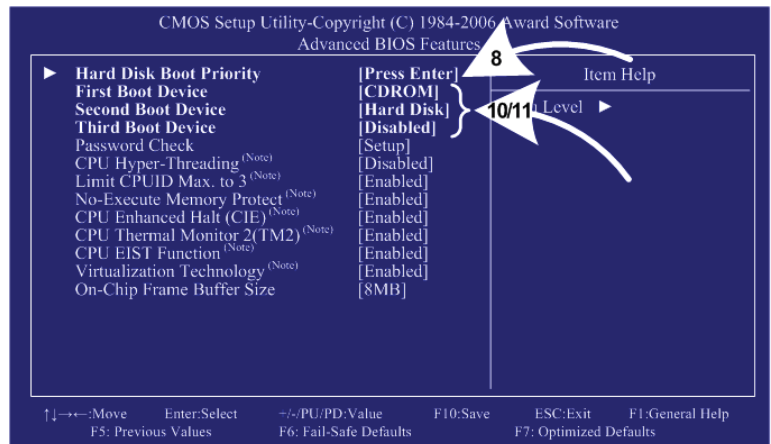 CMOS Setup Utility-Copyright (C) 1984-2006 Award Software
Advanced BIOS Features
8
▶ Hard Disk Boot Priority [Press Enter] Item Help
First Boot Device [CDROM]
Second Boot Device [Hard Disk] 10/11 Level ▶
Third Boot Device [Disabled]
Password Check [Setup]
CPU Hyper-Threading (Note) [Disabled]
Limit CPUID Max. to 3 (Note) [Enabled]
No-Execute Memory Protect (Note) [Enabled]
CPU Enhanced Halt (CIE) (Note) [Enabled]
CPU Thermal Monitor 2(TM2) (Note) [Enabled]
CPU EIST Function (Note) [Enabled]
Virtualization Technology (Note) [Enabled]
On-Chip Frame Buffer Size [8MB]
↑↓→←:Move Enter:Select +/-/PU/PD:Value F10:Save ESC:Exit F1:General Help
F5: Previous Values F6: Fail-Safe Defaults F7: Optimized Defaults